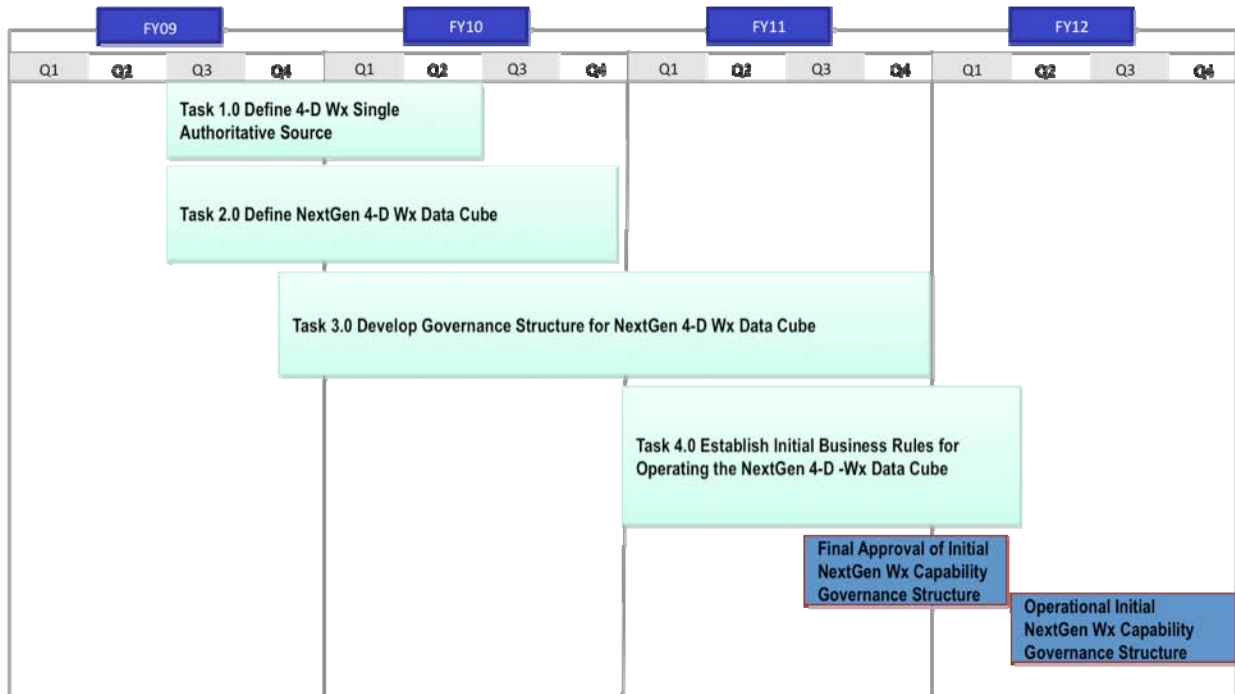 FY09 FY10 FY11 FY12
Q1 Q2 Q3 Q4 Q1 Q2 Q3 Q4 Q1 Q2 Q3 Q4 Q1 Q2 Q3 Q4
Task 1.0 Define 4-D Wx Single
Authoritative Source
Task 2.0 Define NextGen 4-D Wx Data Cube
Task 3.0 Develop Governance Structure for NextGen 4-D Wx Data Cube
Task 4.0 Establish Initial Business Rules for
Operating the NextGen 4-D -Wx Data Cube
Final Approval of Initial
NextGen Wx Capability
Governance Structure
Operational Initial
NextGen Wx Capability
Governance Structure